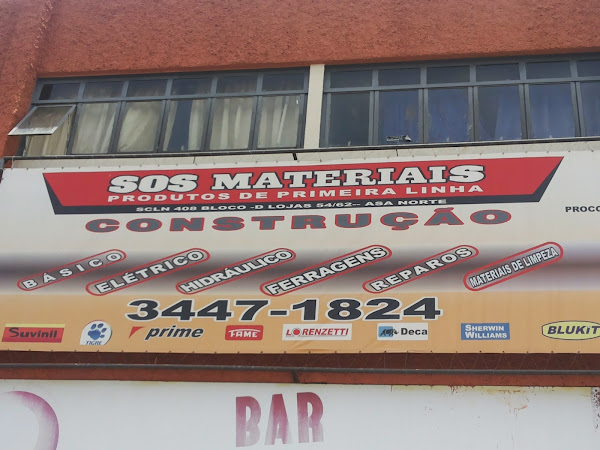 SOS MATERIAIS
PRODUTOS DE PRIMEIRA LINHA
SCLN 408 BLOCO -D LOJAS 54/62-- ASA NORTE
CONSTRUÇÃO
PROC
BÁSICO ELÉTRICO HIDRÁULICO FERRAGENS REPAROS MATERIAIS DE LIMPEZA
3447-1824
Suvinil TIGRE prime FAME LORENZETTI Deca SHERWIN WILLIAMS BLUKIT
BAR